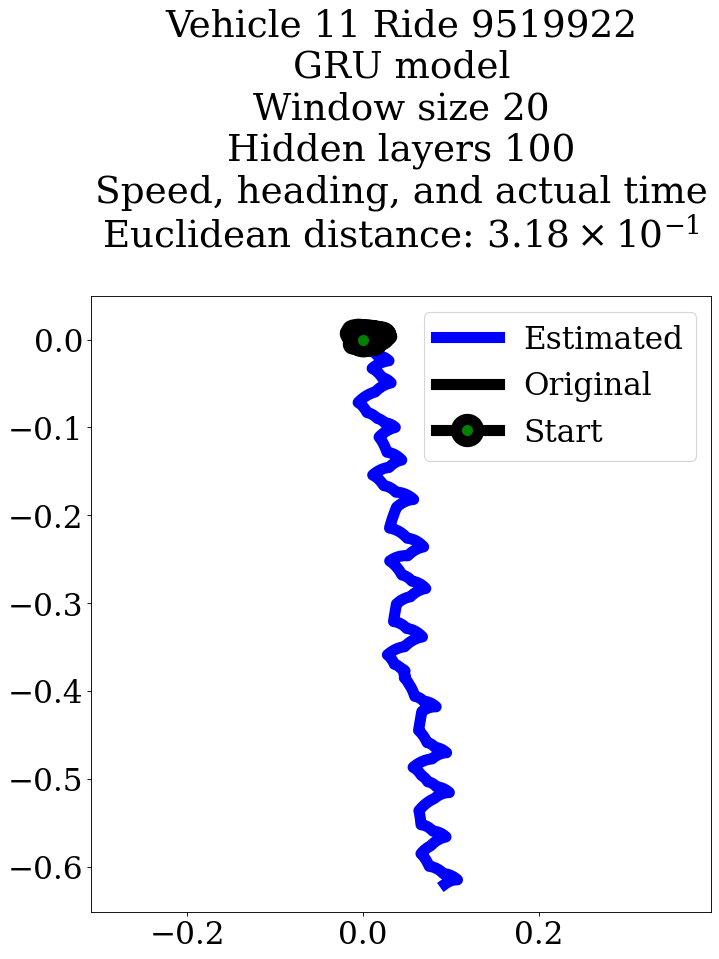 Vehicle 11 Ride 9519922
GRU model
Window size 20
Hidden layers 100
Speed, heading, and actual time
Euclidean distance: 3.18 × 10⁻¹
Estimated
Original
Start
0.0
−0.1
−0.2
−0.3
−0.4
−0.5
−0.6
−0.2 0.0 0.2